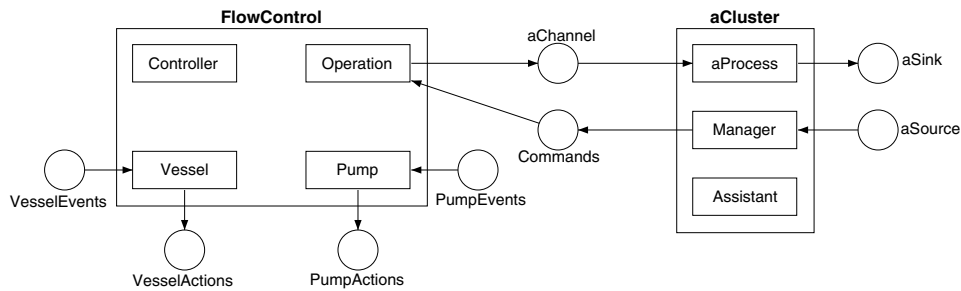 FlowControl
aCluster
aChannel
Controller
Operation
aProcess
aSink
Manager
aSource
Commands
Vessel
Pump
VesselEvents
PumpEvents
Assistant
VesselActions
PumpActions